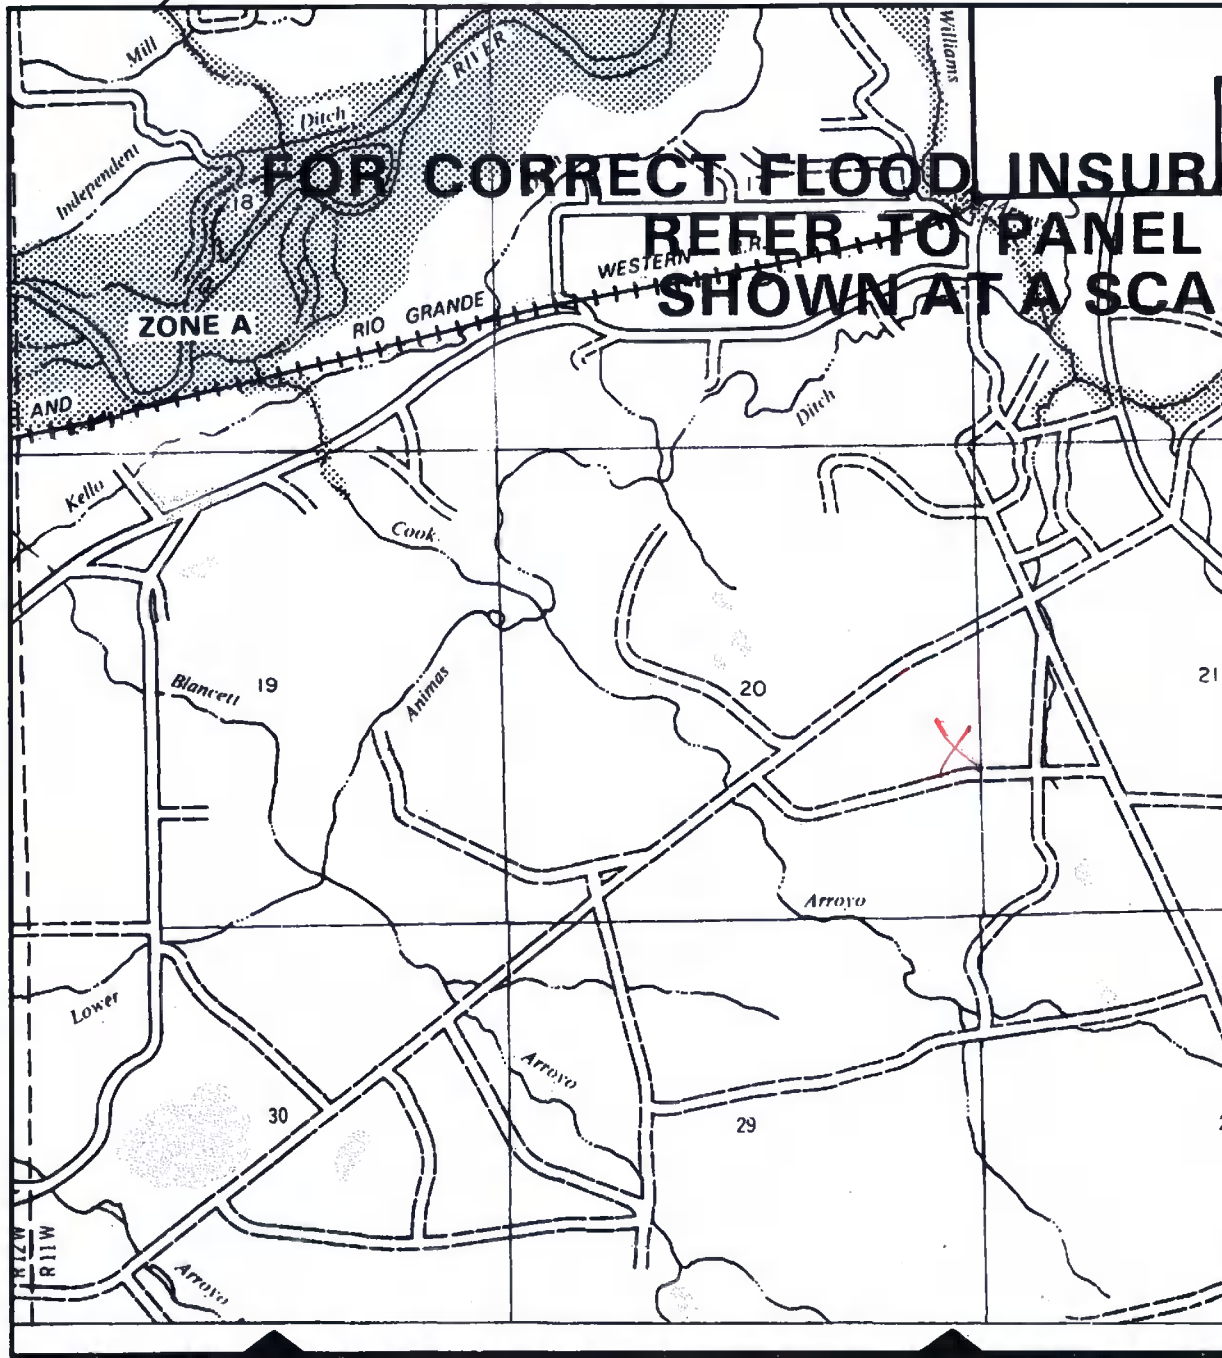 Mill
Williams
RIVER
Ditch
Independent
18
FOR CORRECT FLOOD INSUR
REFER TO PANEL
SHOWN AT A SCA
WESTERN R.R.
RIO GRANDE
ZONE A
AND
Ditch
Kello
Cook
19
Blancett
Animas
20
21
Arroyo
Lower
Arroyo
30
29
R12W
R11W
Arroyo